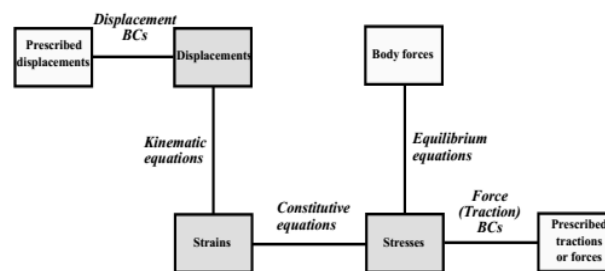 Displacement
BCs
Prescribed
displacements
Displacements
Body forces
Kinematic
equations
Equilibrium
equations
Constitutive
equations
Force
(Traction)
BCs
Strains
Stresses
Prescribed
tractions
or forces